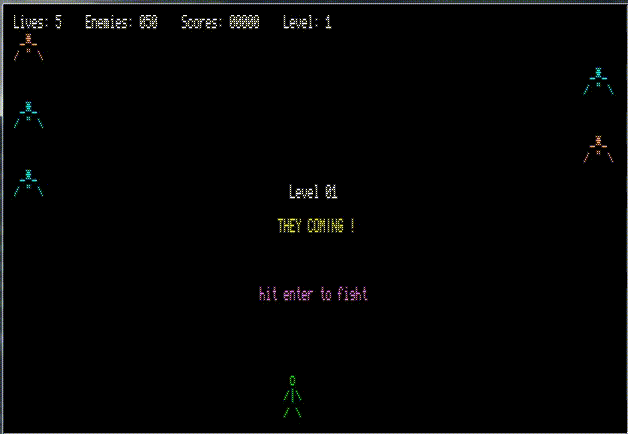 Lives: 5 Enemies: 050 Scores: 00000 Level: 1
Level 01
THEY COMING !
hit enter to fight